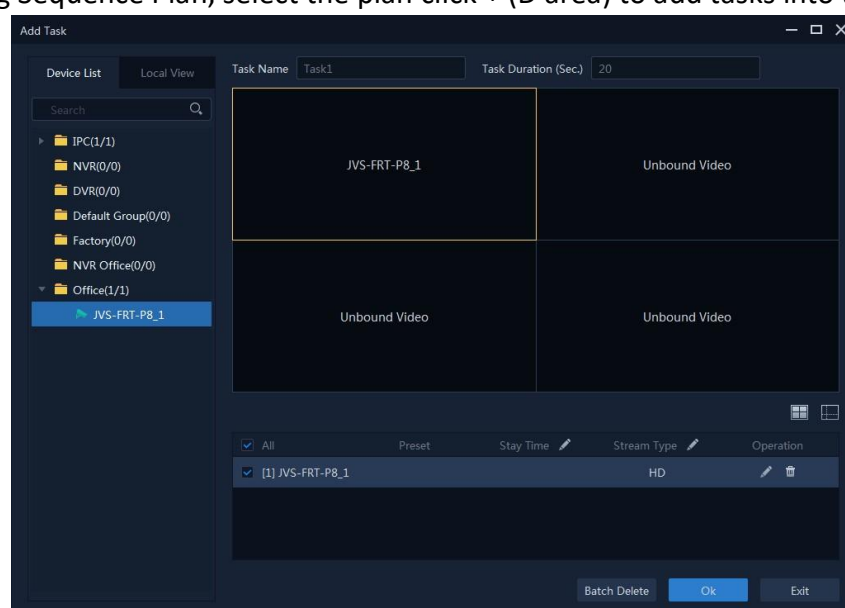 g Sequence Plan, select the plan click + (D area) to add tasks into
Add Task
Device List Local View Task Name Task1 Task Duration (Sec.) 20
Search
IPC(1/1)
NVR(0/0)
DVR(0/0)
Default Group(0/0)
Factory(0/0)
NVR Office(0/0)
Office(1/1)
JVS-FRT-P8_1
JVS-FRT-P8_1 Unbound Video
Unbound Video Unbound Video
All Preset Stay Time Stream Type Operation
[1] JVS-FRT-P8_1 HD
Batch Delete Ok Exit